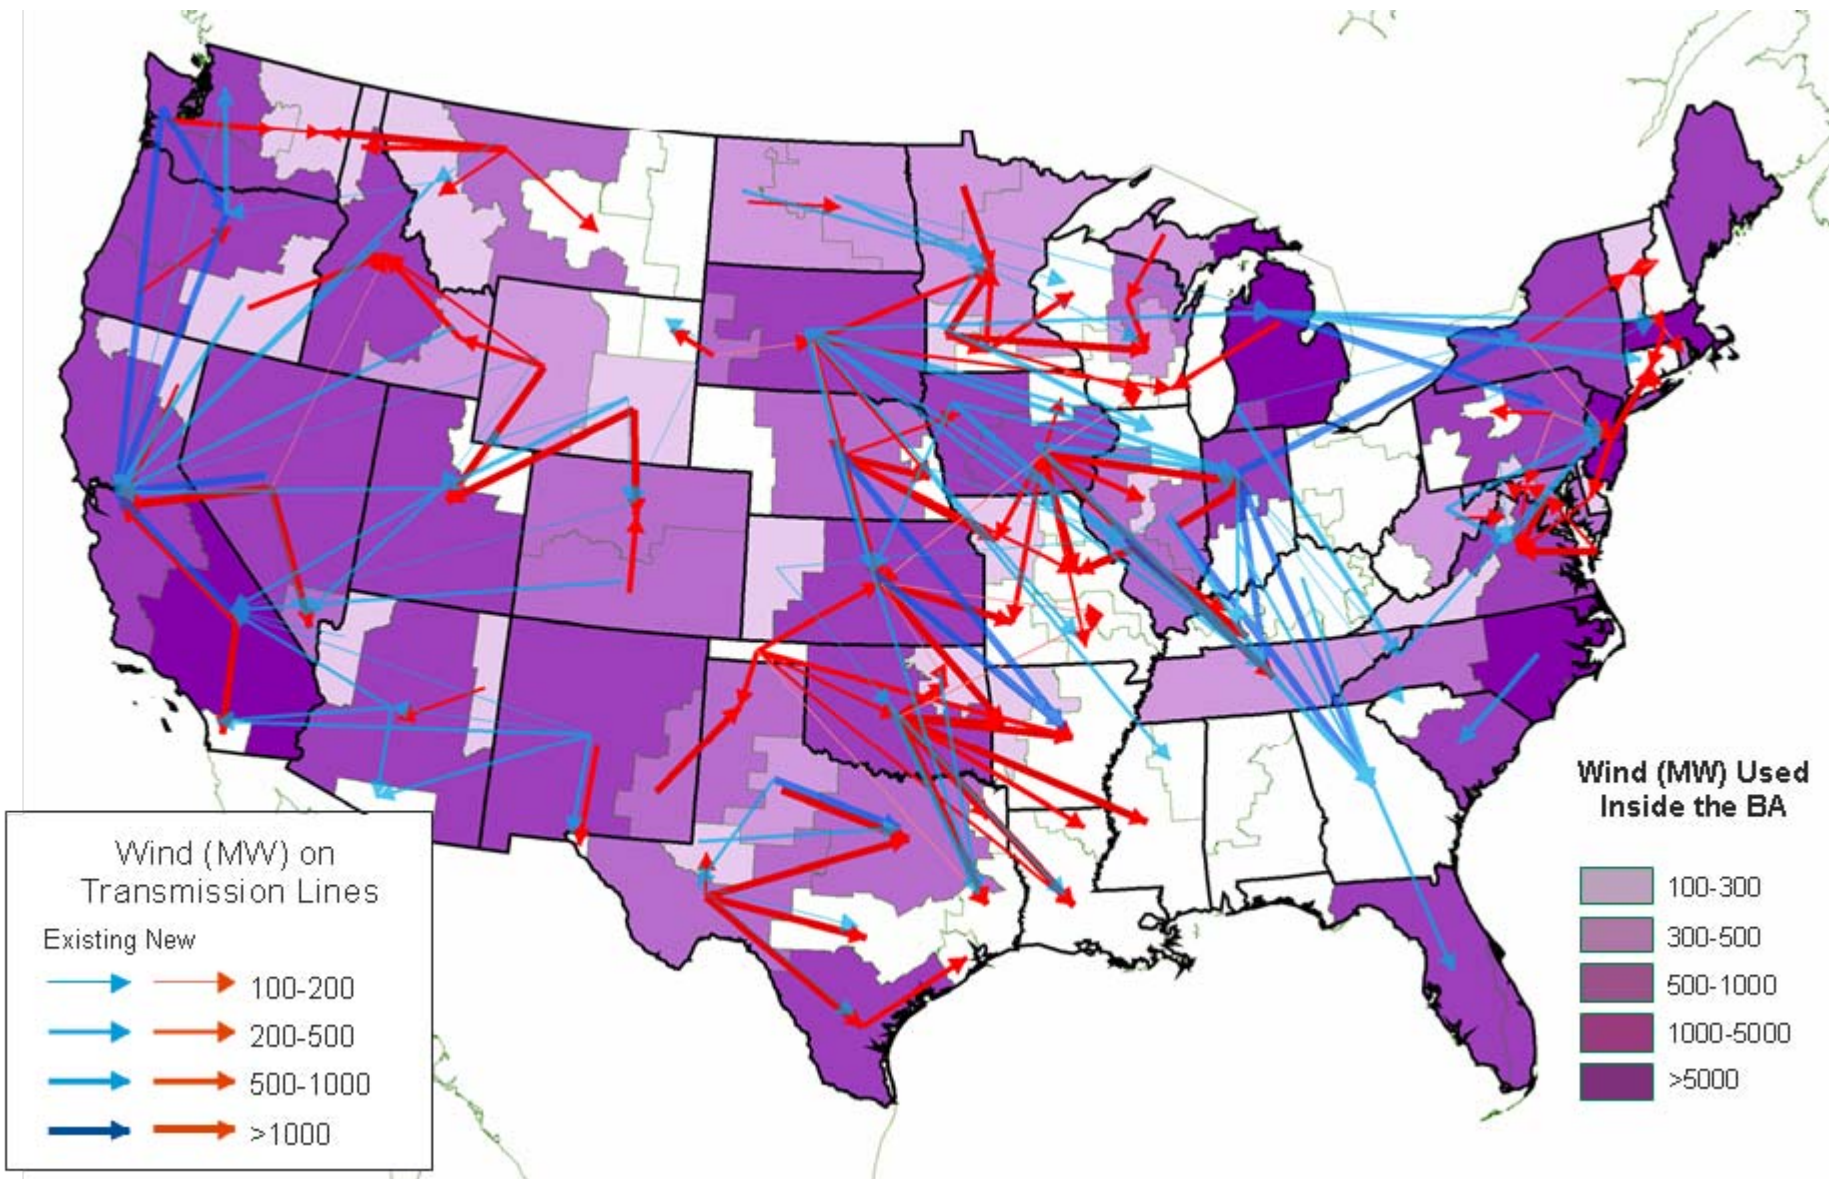 Wind (MW) Used
Inside the BA
100-300
300-500
500-1000
1000-5000
>5000
Wind (MW) on
Transmission Lines
Existing New
100-200
200-500
500-1000
>1000